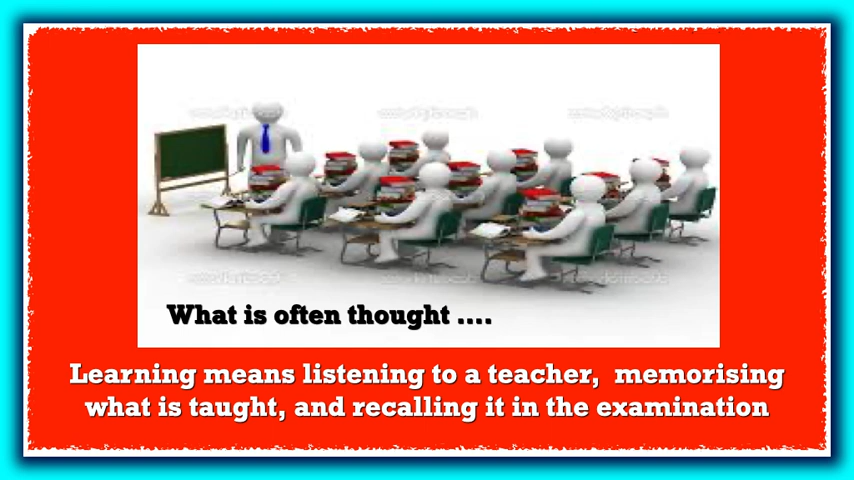 What is often thought ....
Learning means listening to a teacher,  memorising
what is taught, and recalling it in the examination